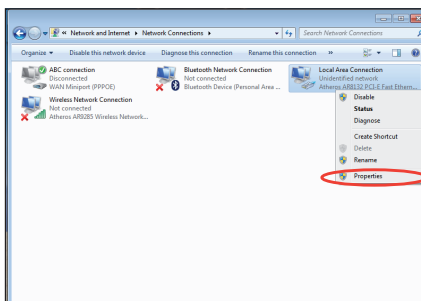 « Network and Internet ▸ Network Connections ▸
Search Network Connections
Organize ▾ Disable this network device Diagnose this connection Rename this connection »
ABC connection
Disconnected
WAN Miniport (PPPOE)
Bluetooth Network Connection
Not connected
Bluetooth Device (Personal Area ...
Local Area Connection
Unidentified network
Atheros AR8132 PCI-E Fast Ethern...
Wireless Network Connection
Not connected
Atheros AR9285 Wireless Network...
Disable
Status
Diagnose
Create Shortcut
Delete
Rename
Properties